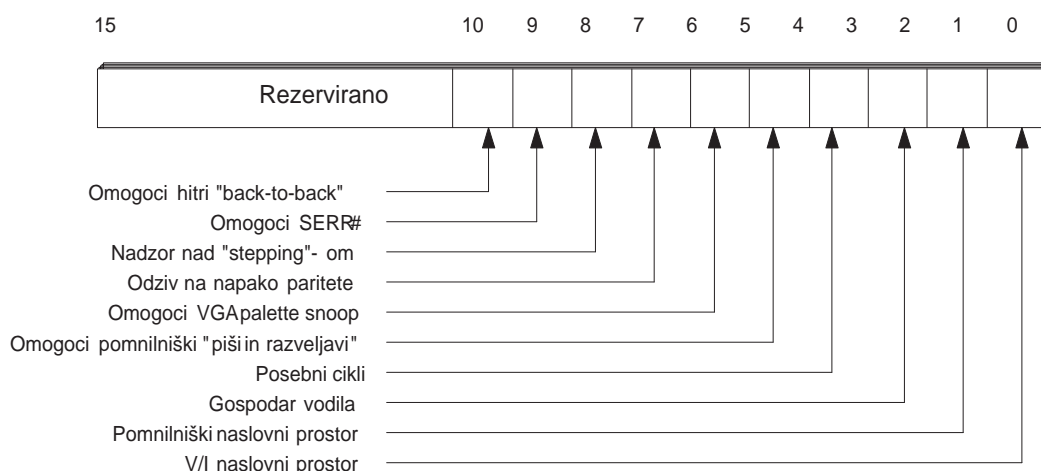 15 10 9 8 7 6 5 4 3 2 1 0
Rezervirano
Omogoci hitri "back-to-back"
Omogoci SERR#
Nadzor nad "stepping"- om
Odziv na napako paritete
Omogoci VGA palette snoop
Omogoci pomnilniški "piši in razveljavi"
Posebni cikli
Gospodar vodila
Pomnilniški naslovni prostor
V/I naslovni prostor